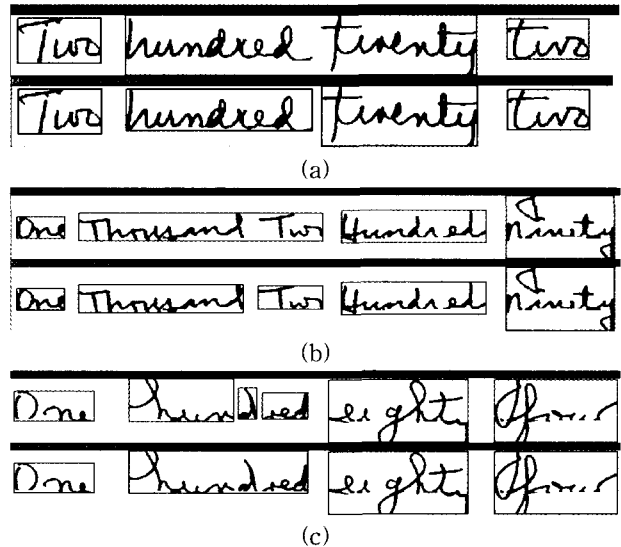 Two hundred twenty two
Two hundred twenty two
(a)
One Thousand Two Hundred Ninety
One Thousand Two Hundred Ninety
(b)
One hundred eighty four
One hundred eighty four
(c)